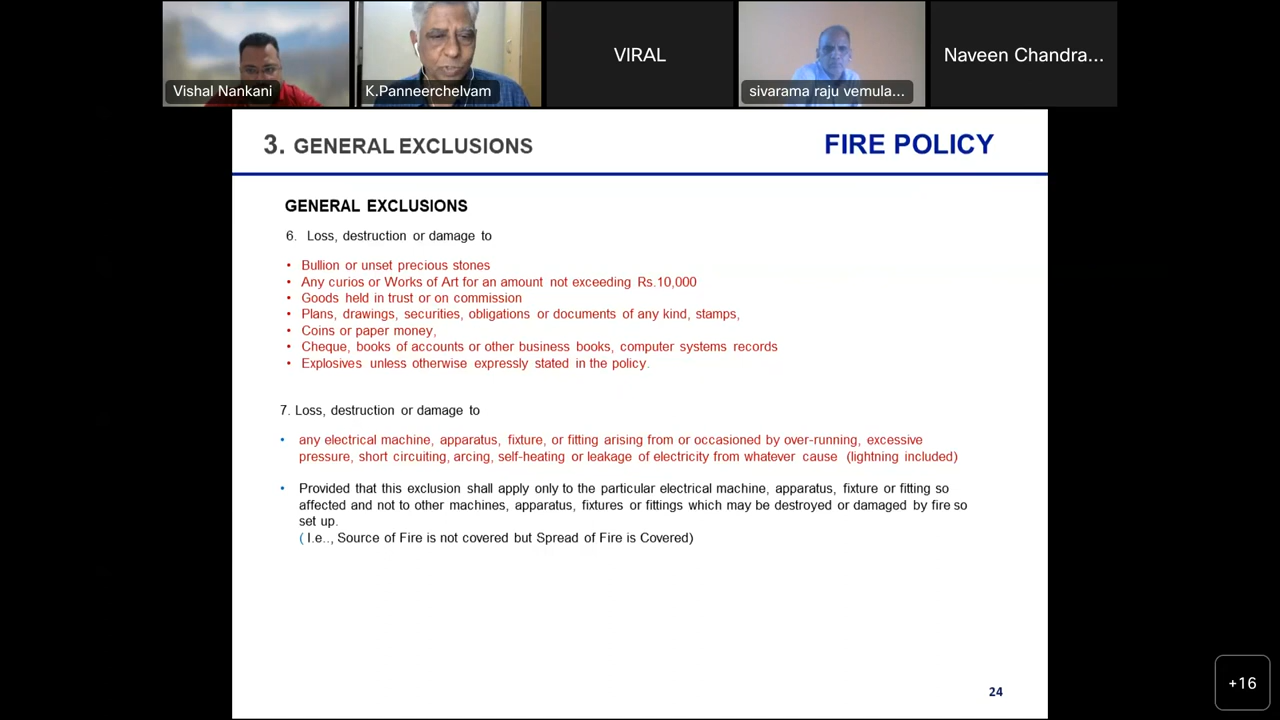 Vishal Nankani
K.Panneerchelvam
VIRAL
sivarama raju vemula...
Naveen Chandra...
3. GENERAL EXCLUSIONS
FIRE POLICY
GENERAL EXCLUSIONS
6. Loss, destruction or damage to
• Bullion or unset precious stones
• Any curios or Works of Art for an amount not exceeding Rs.10,000
• Goods held in trust or on commission
• Plans, drawings, securities, obligations or documents of any kind, stamps,
• Coins or paper money,
• Cheque, books of accounts or other business books, computer systems records
• Explosives unless otherwise expressly stated in the policy.
7. Loss, destruction or damage to
• any electrical machine, apparatus, fixture, or fitting arising from or occasioned by over-running, excessive
pressure, short circuiting, arcing, self-heating or leakage of electricity from whatever cause (lightning included)
• Provided that this exclusion shall apply only to the particular electrical machine, apparatus, fixture or fitting so
affected and not to other machines, apparatus, fixtures or fittings which may be destroyed or damaged by fire so
set up.
( I.e.., Source of Fire is not covered but Spread of Fire is Covered)
24
+16